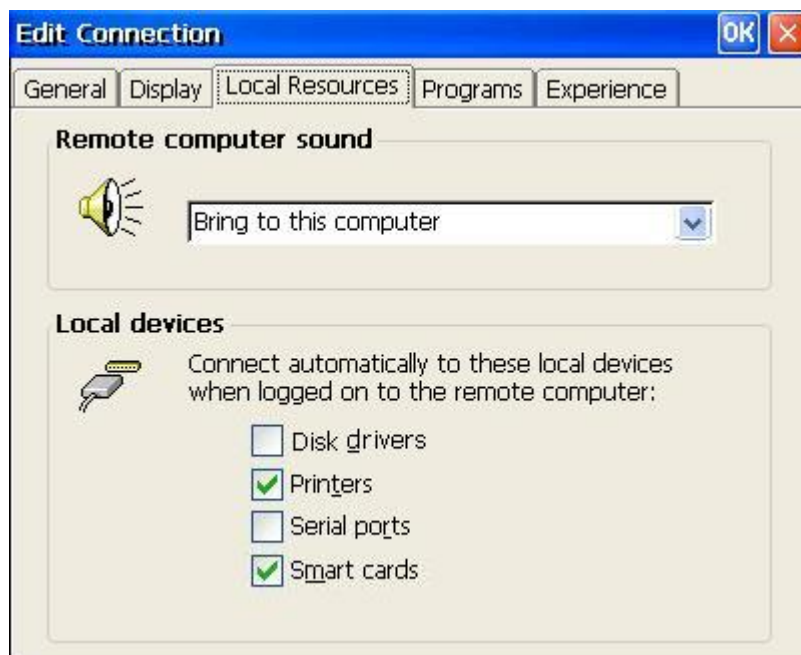 Edit Connection OK
General Display Local Resources Programs Experience
Remote computer sound
Bring to this computer
Local devices
Connect automatically to these local devices
when logged on to the remote computer:
Disk drivers
Printers
Serial ports
Smart cards